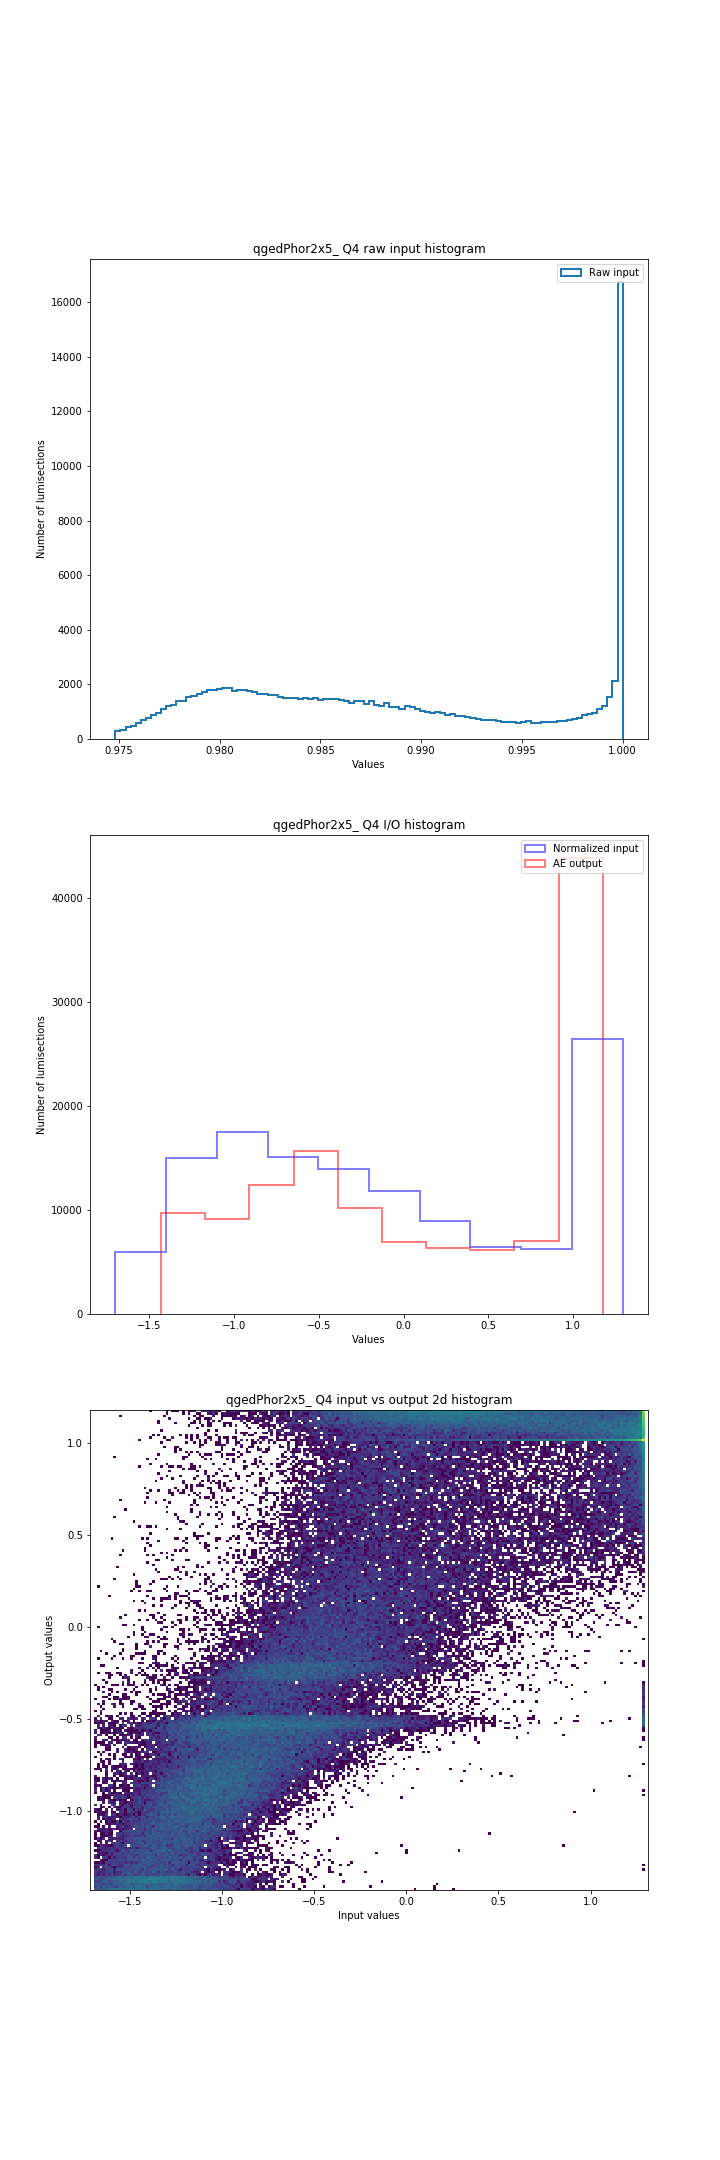 qgedPhor2x5_ Q4 raw input histogram
Raw input
16000
14000
12000
10000
8000
6000
4000
2000
0
Number of lumisections
0.975 0.980 0.985 0.990 0.995 1.000
Values
qgedPhor2x5_ Q4 I/O histogram
Normalized input
AE output
40000
30000
20000
10000
0
Number of lumisections
−1.5 −1.0 −0.5 0.0 0.5 1.0
Values
qgedPhor2x5_ Q4 input vs output 2d histogram
1.0
0.5
0.0
−0.5
−1.0
Output values
−1.5 −1.0 −0.5 0.0 0.5 1.0
Input values